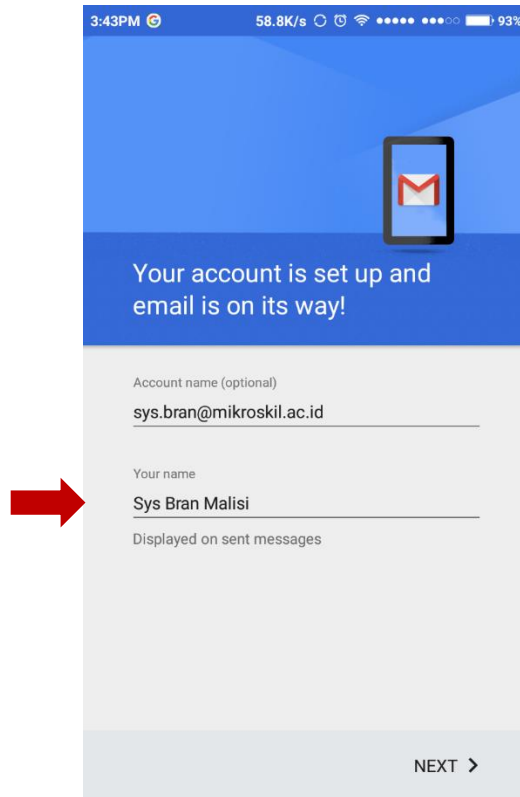 3:43PM 58.8K/s 93%
Your account is set up and
email is on its way!
Account name (optional)
sys.bran@mikroskil.ac.id
Your name
Sys Bran Malisi
Displayed on sent messages
NEXT